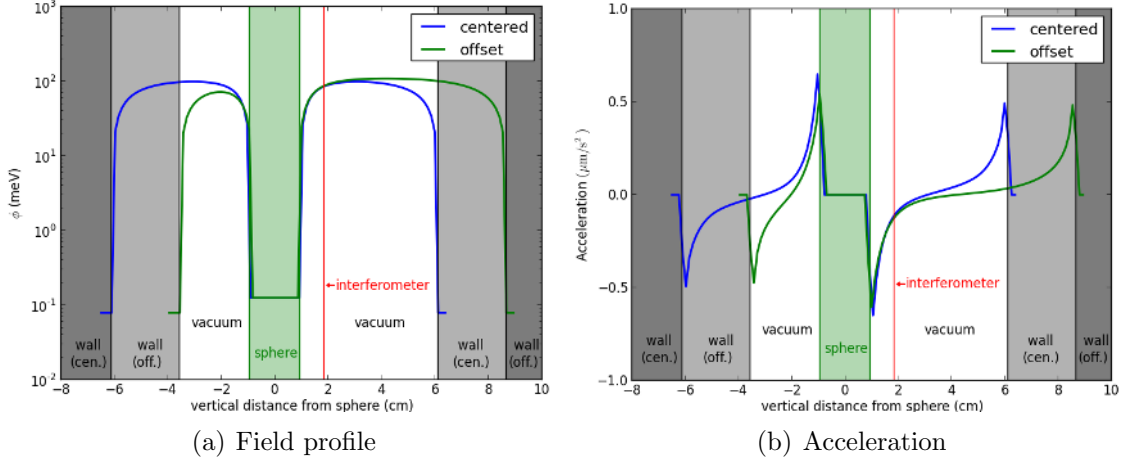 10³
10²
10¹
10⁰
10⁻¹
10⁻²
ϕ (meV)
centered
offset
interferometer
vacuum
vacuum
wall
(cen.)
wall
(off.)
sphere
wall
(cen.)
wall
(off.)
−8 −6 −4 −2 0 2 4 6 8 10
vertical distance from sphere (cm)
(a) Field profile
1.0
0.5
0.0
−0.5
−1.0
Acceleration (μm/s²)
centered
offset
interferometer
vacuum
vacuum
wall
(cen.)
wall
(off.)
sphere
wall
(cen.)
wall
(off.)
−8 −6 −4 −2 0 2 4 6 8 10
vertical distance from sphere (cm)
(b) Acceleration